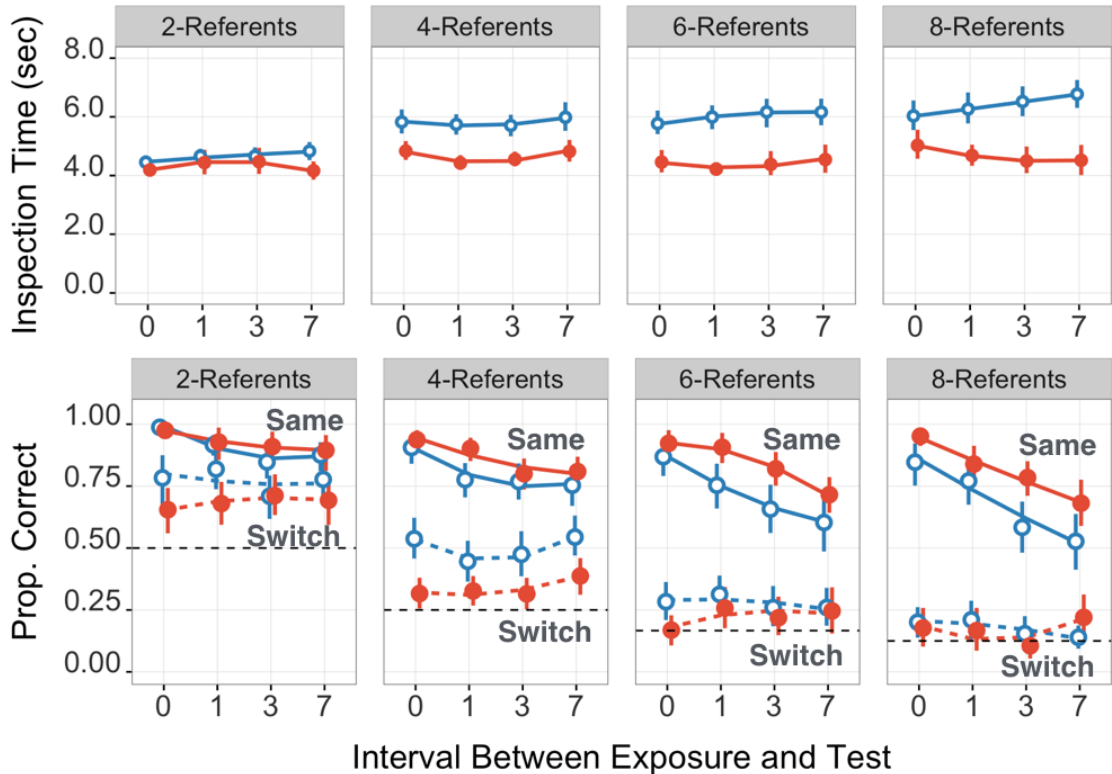 2-Referents 4-Referents 6-Referents 8-Referents
Inspection Time (sec)
8.0
6.0
4.0
2.0
0.0
0 1 3 7 0 1 3 7 0 1 3 7 0 1 3 7
2-Referents 4-Referents 6-Referents 8-Referents
Prop. Correct
1.00
0.75
0.50
0.25
0.00
Same Same Same Same
Switch Switch Switch Switch
0 1 3 7 0 1 3 7 0 1 3 7 0 1 3 7
Interval Between Exposure and Test